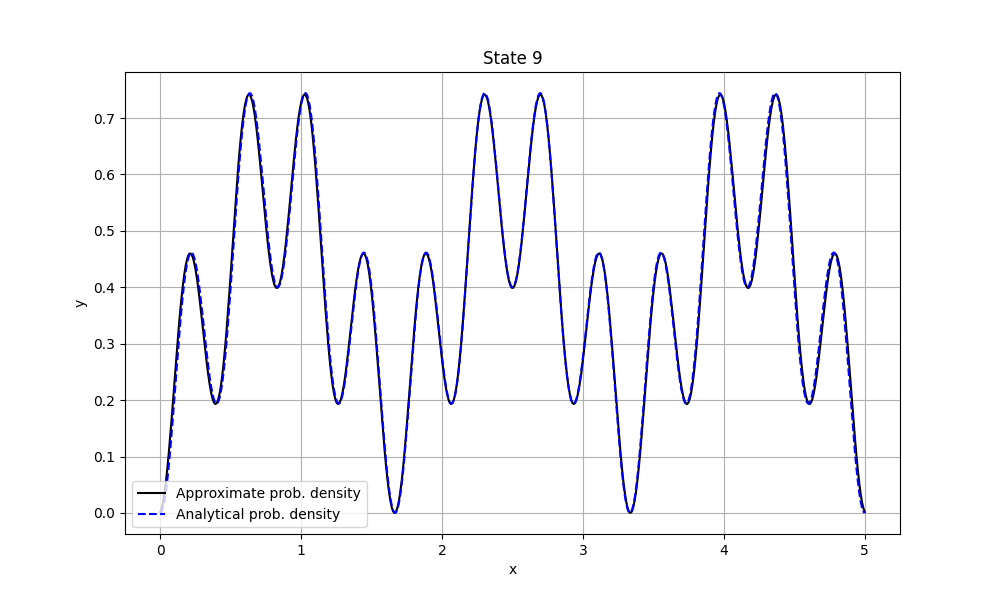 State 9
y
0.7
0.6
0.5
0.4
0.3
0.2
0.1
0.0
Approximate prob. density
Analytical prob. density
0 1 2 3 4 5
x